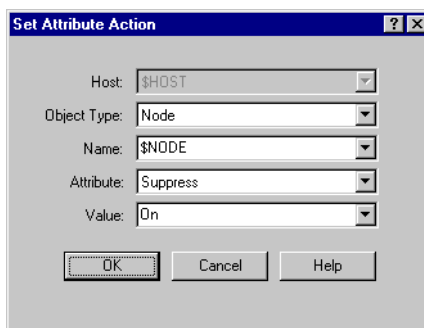 Set Attribute Action
Host: $HOST
Object Type: Node
Name: $NODE
Attribute: Suppress
Value: On
OK Cancel Help